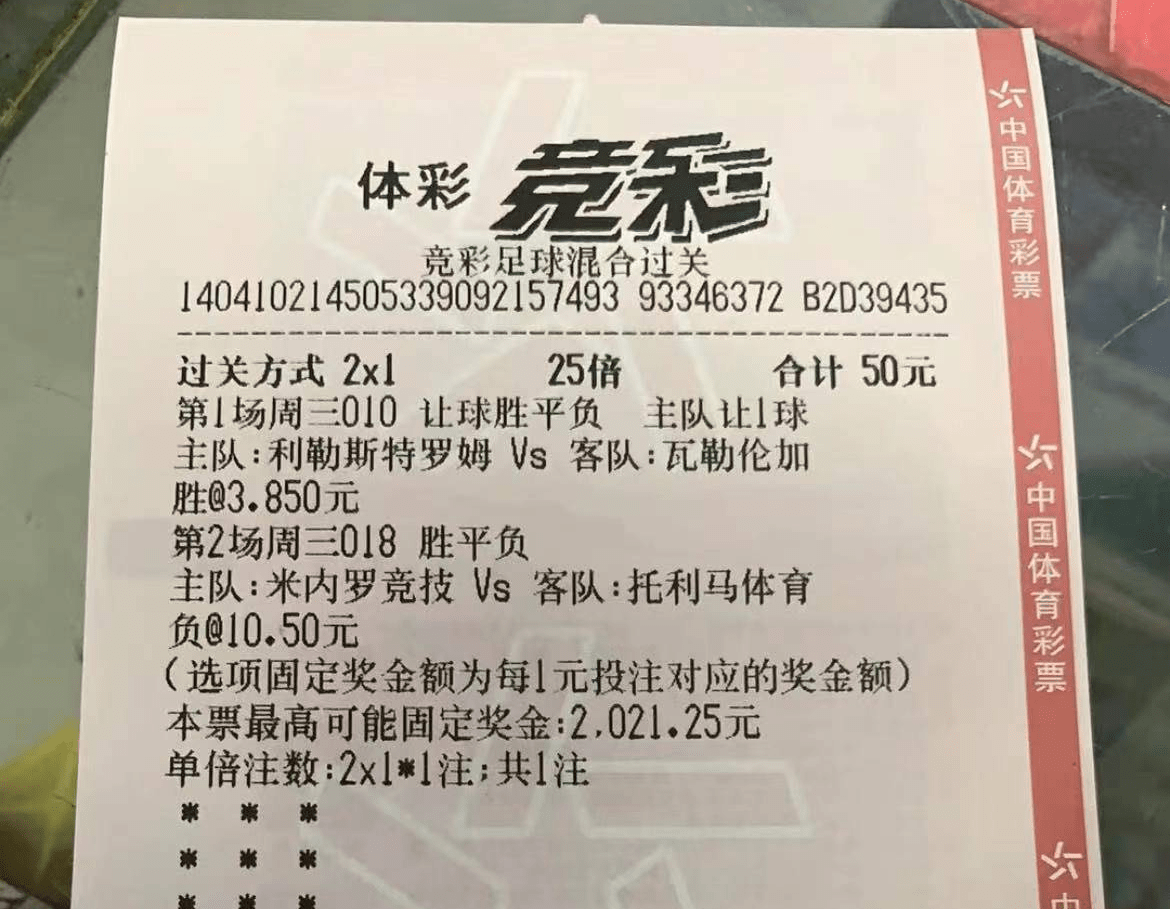 体彩 竞彩
竞彩足球混合过关
140410214505339092157493 93346372 B2D39435
过关方式 2x1 25倍 合计 50元
第1场周三010 让球胜平负 主队让1球
主队:利勒斯特罗姆 Vs 客队:瓦勒伦加
胜@3.850元
第2场周三018 胜平负
主队:米内罗竞技 Vs 客队:托利马体育
负@10.50元
(选项固定奖金额为每1元投注对应的奖金额)
本票最高可能固定奖金:2,021.25元
单倍注数:2x1*1注;共1注
* * *
* * *
* * *
中国体育彩票
中国体育彩票
中